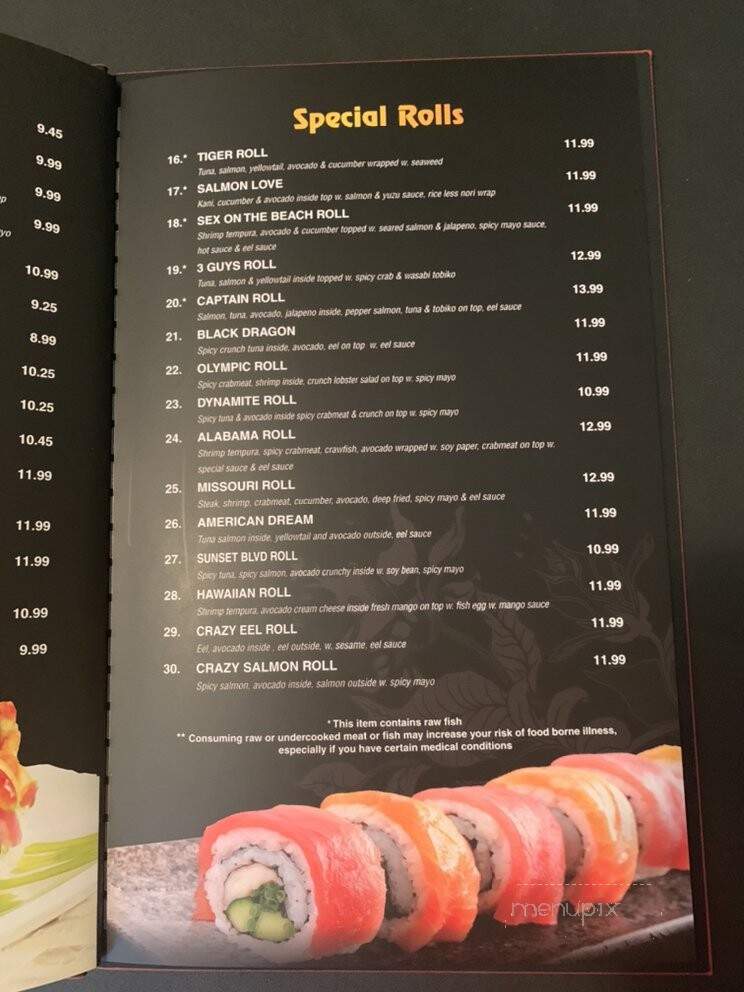 9.45
9.99
9.99
9.99
10.99
9.25
8.99
10.25
10.25
10.45
11.99
11.99
11.99
10.99
9.99
Special Rolls
16.* TIGER ROLL 11.99
Tuna, salmon, yellowtail, avocado & cucumber wrapped w. seaweed
17.* SALMON LOVE 11.99
Kani, cucumber & avocado inside top w. salmon & yuzu sauce, rice less nori wrap
18.* SEX ON THE BEACH ROLL 11.99
Shrimp tempura, avocado & cucumber topped w. seared salmon & jalapeno, spicy mayo sauce,
hot sauce & eel sauce
19.* 3 GUYS ROLL 12.99
Tuna, salmon & yellowtail inside topped w. spicy crab & wasabi tobiko
20.* CAPTAIN ROLL 13.99
Salmon, tuna, avocado, jalapeno inside, pepper salmon, tuna & tobiko on top, eel sauce
21. BLACK DRAGON 11.99
Spicy crunch tuna inside, avocado, eel on top w. eel sauce
22. OLYMPIC ROLL 11.99
Spicy crabmeat, shrimp inside, crunch lobster salad on top w. spicy mayo
23. DYNAMITE ROLL 10.99
Spicy tuna & avocado inside spicy crabmeat & crunch on top w. spicy mayo
24. ALABAMA ROLL 12.99
Shrimp tempura, spicy crabmeat, crawfish, avocado wrapped w. soy paper, crabmeat on top w.
special sauce & eel sauce
25. MISSOURI ROLL 12.99
Steak, shrimp, crabmeat, cucumber, avocado, deep fried, spicy mayo & eel sauce
26. AMERICAN DREAM 11.99
Tuna salmon inside, yellowtail and avocado outside, eel sauce
27. SUNSET BLVD ROLL 10.99
Spicy tuna, spicy salmon, avocado crunchy inside w. soy bean, spicy mayo
28. HAWAIIAN ROLL 11.99
Shrimp tempura, avocado cream cheese inside fresh mango on top w. fish egg w. mango sauce
29. CRAZY EEL ROLL 11.99
Eel, avocado inside , eel outside, w. sesame, eel sauce
30. CRAZY SALMON ROLL 11.99
Spicy salmon, avocado inside, salmon outside w. spicy mayo
* This item contains raw fish
** Consuming raw or undercooked meat or fish may increase your risk of food borne illness,
especially if you have certain medical conditions
menupix